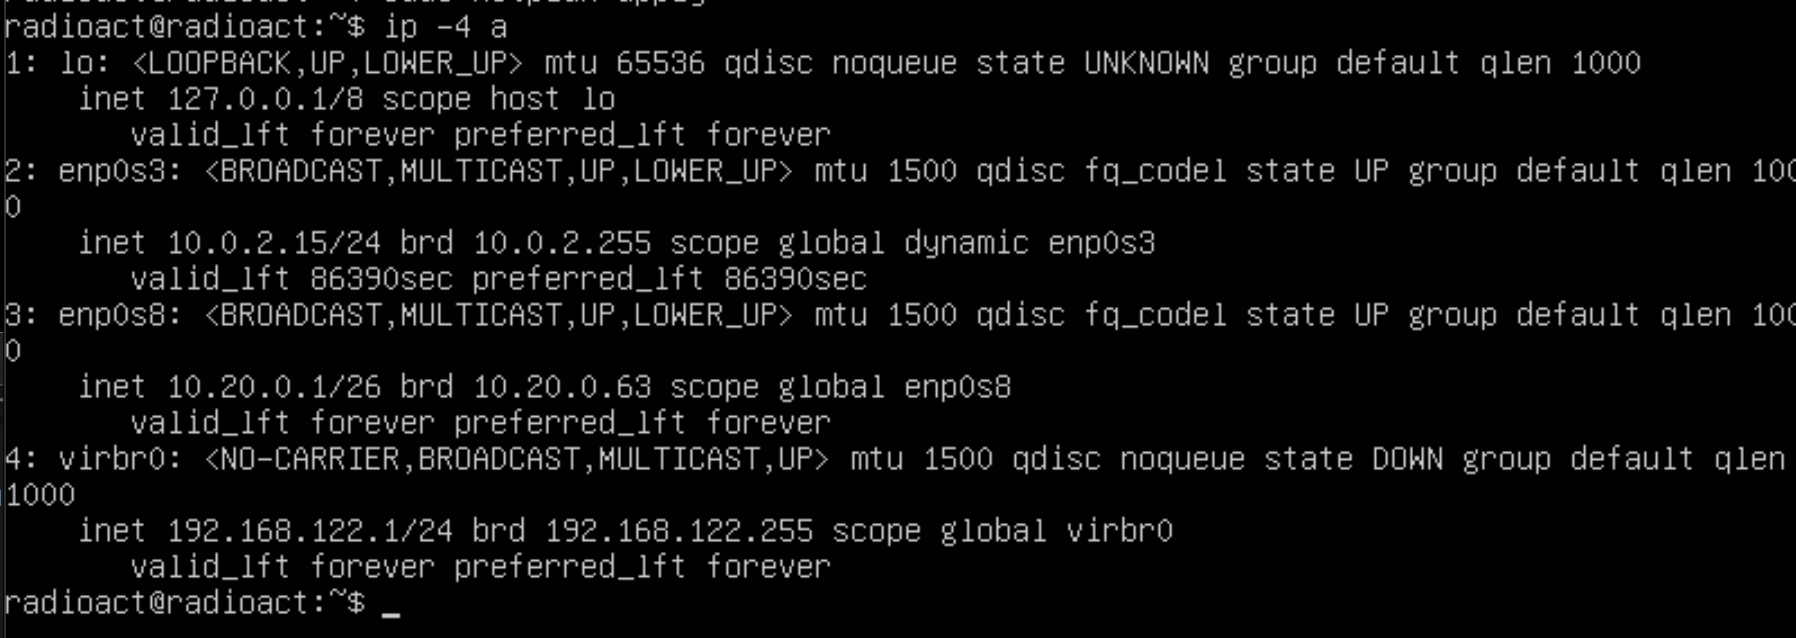 radioact@radioact:~$ ip -4 a
1: lo: <LOOPBACK,UP,LOWER_UP> mtu 65536 qdisc noqueue state UNKNOWN group default qlen 1000
    inet 127.0.0.1/8 scope host lo
       valid_lft forever preferred_lft forever
2: enp0s3: <BROADCAST,MULTICAST,UP,LOWER_UP> mtu 1500 qdisc fq_codel state UP group default qlen 100
0
    inet 10.0.2.15/24 brd 10.0.2.255 scope global dynamic enp0s3
       valid_lft 86390sec preferred_lft 86390sec
3: enp0s8: <BROADCAST,MULTICAST,UP,LOWER_UP> mtu 1500 qdisc fq_codel state UP group default qlen 100
0
    inet 10.20.0.1/26 brd 10.20.0.63 scope global enp0s8
       valid_lft forever preferred_lft forever
4: virbr0: <NO-CARRIER,BROADCAST,MULTICAST,UP> mtu 1500 qdisc noqueue state DOWN group default qlen
1000
    inet 192.168.122.1/24 brd 192.168.122.255 scope global virbr0
       valid_lft forever preferred_lft forever
radioact@radioact:~$ _